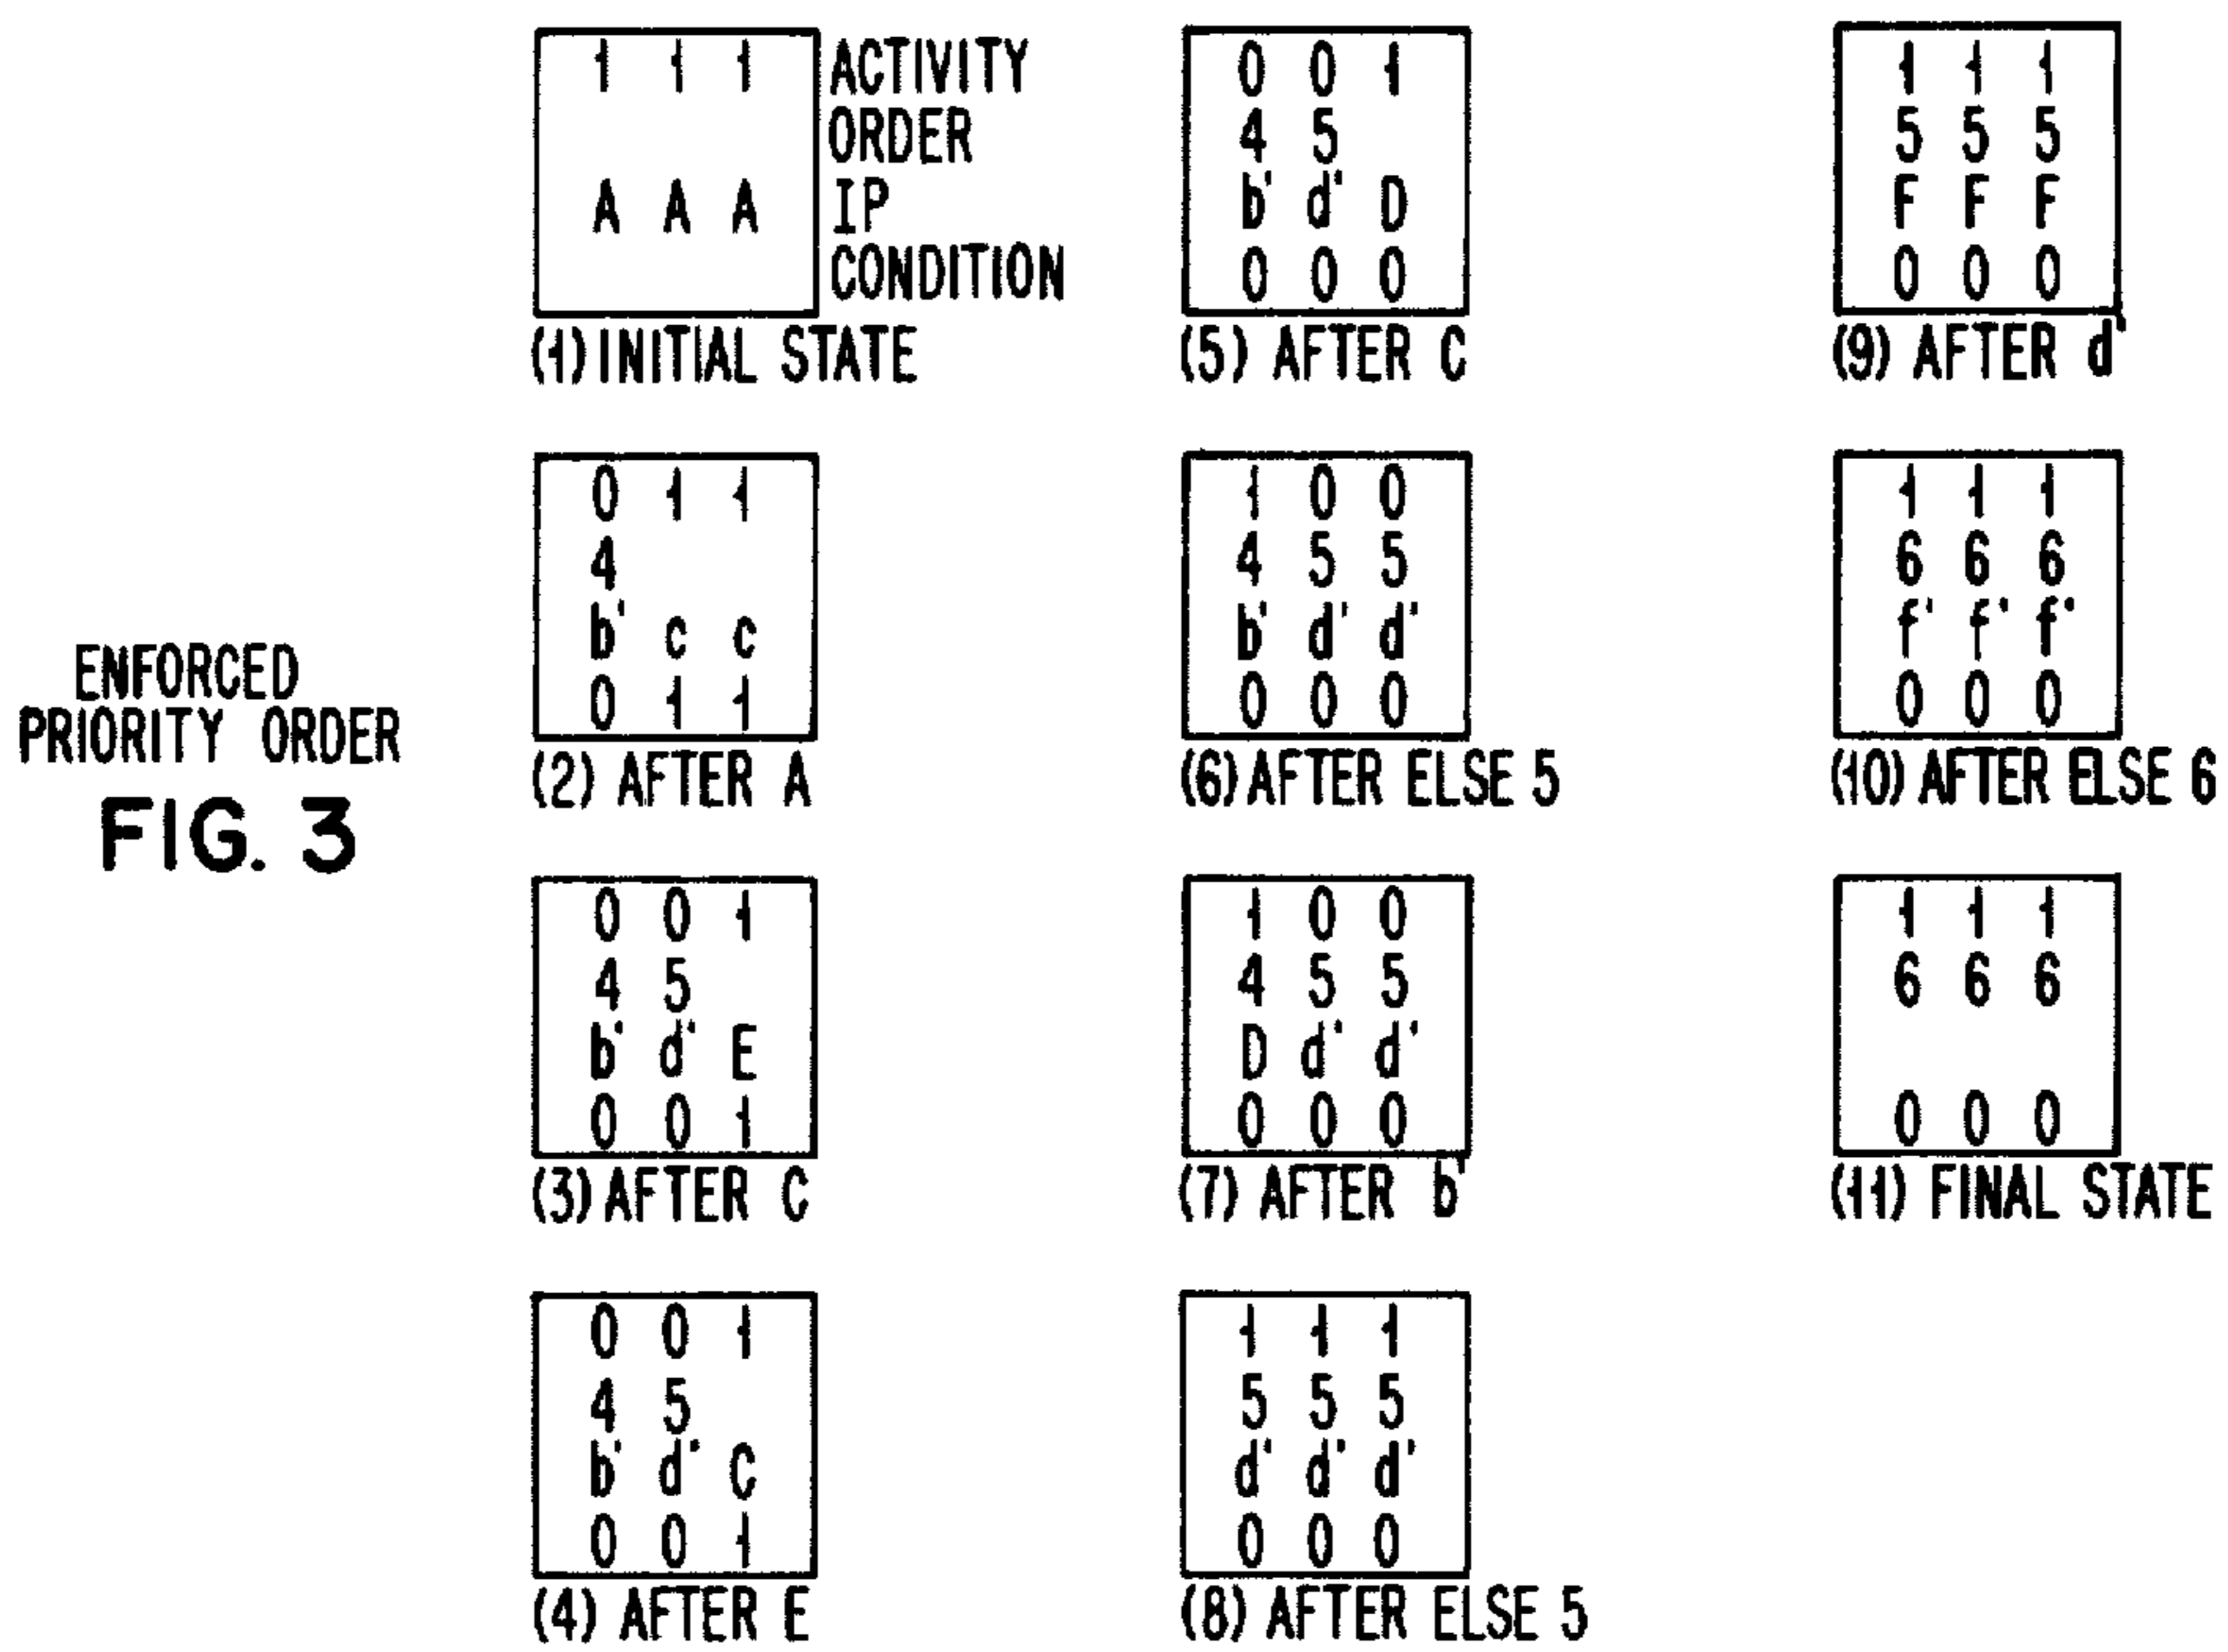 ENFORCED
PRIORITY ORDER
FIG. 3
1 1 1 ACTIVITY
ORDER
A A A IP
CONDITION
(1) INITIAL STATE
0 1 1
4
b' c c
0 1 1
(2) AFTER A
0 0 1
4 5
b' d' E
0 0 1
(3) AFTER C
0 0 1
4 5
b' d' C
0 0 1
(4) AFTER E
0 0 1
4 5
b' d' D
0 0 0
(5) AFTER C
1 0 0
4 5 5
b' d' d'
0 0 0
(6) AFTER ELSE 5
1 0 0
4 5 5
D d' d'
0 0 0
(7) AFTER b'
1 1 1
5 5 5
d' d' d'
0 0 0
(8) AFTER ELSE 5
1 1 1
5 5 5
F F F
0 0 0
(9) AFTER d'
1 1 1
6 6 6
f' f' f'
0 0 0
(10) AFTER ELSE 6
1 1 1
6 6 6
0 0 0
(11) FINAL STATE